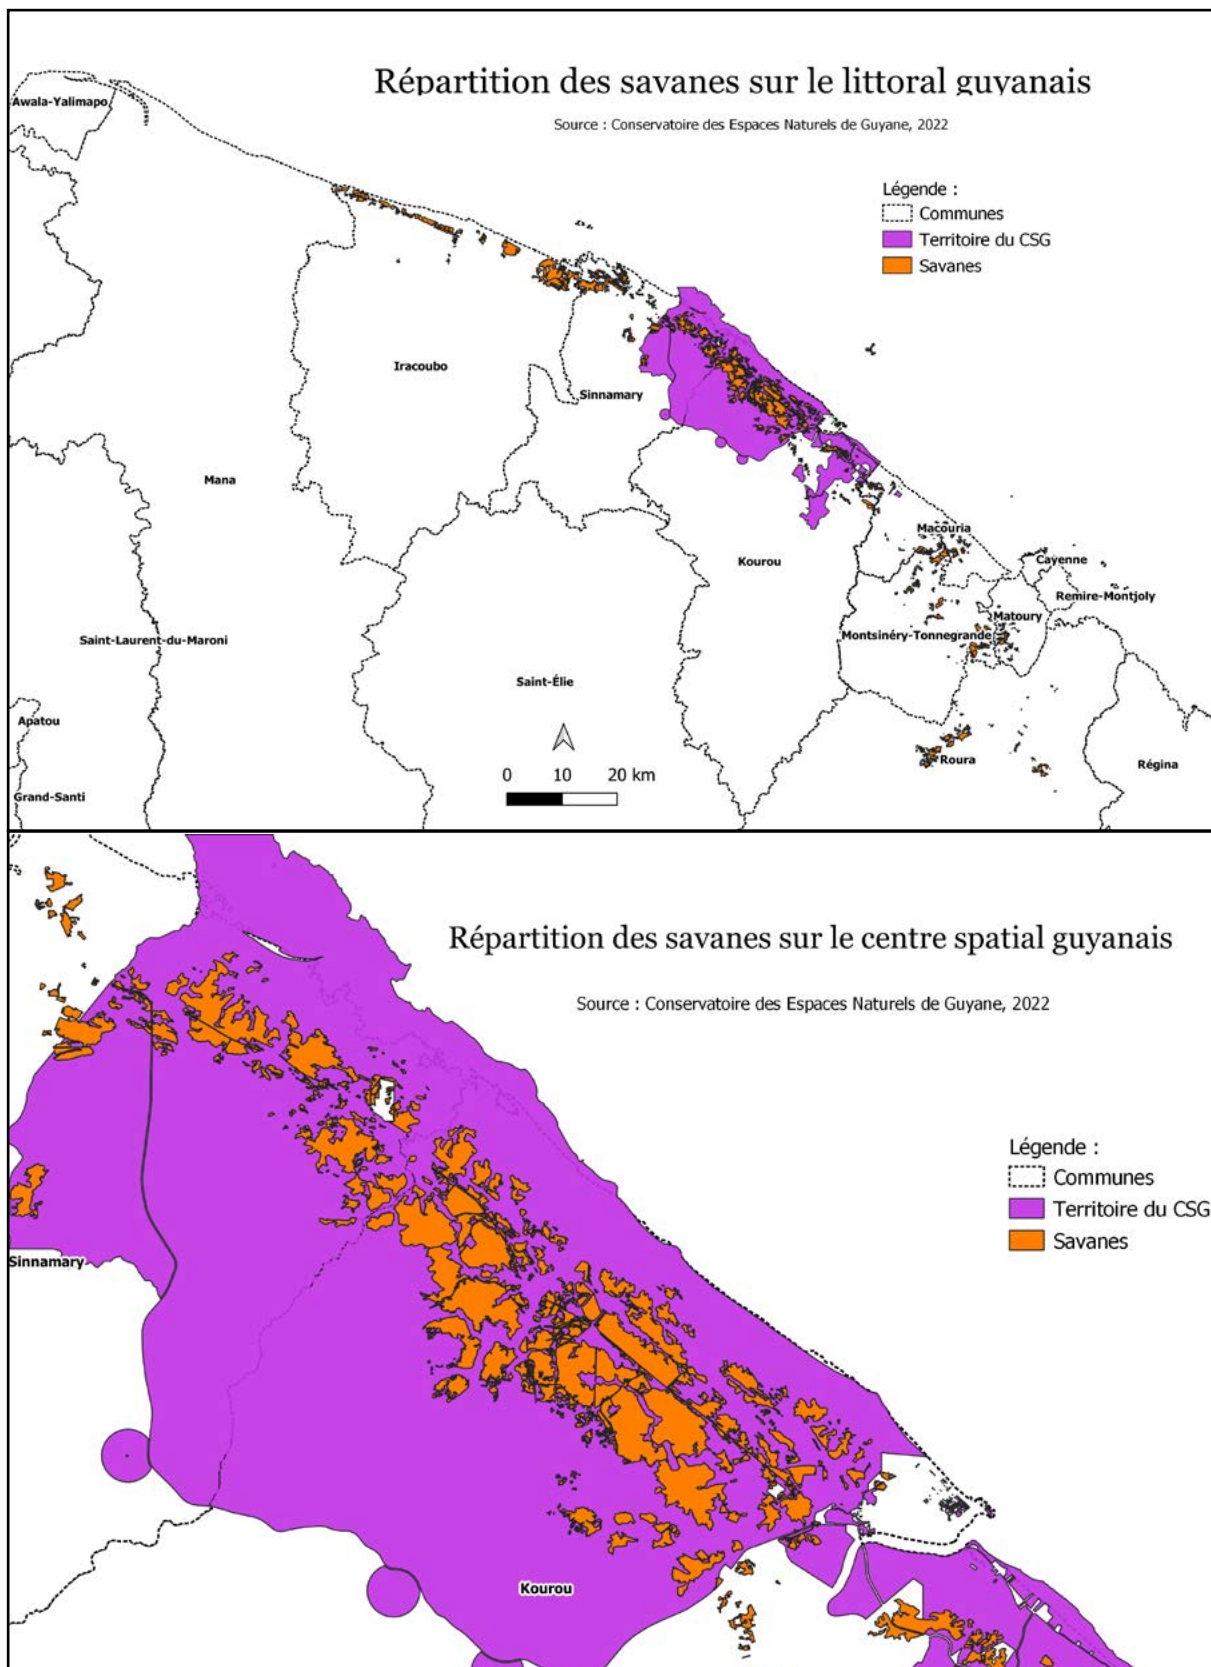 Répartition des savanes sur le littoral guyanais
Source : Conservatoire des Espaces Naturels de Guyane, 2022
Awala-Yalimapo
Légende :
Communes
Territoire du CSG
Savanes
Iracoubo
Sinnamary
Mana
Macouria
Kourou
Cayenne
Remire-Montjoly
Matoury
Saint-Laurent-du-Maroni
Montsinéry-Tonnegrande
Saint-Élie
Apatou
Roura
Régina
0 10 20 km
Grand-Santi
Répartition des savanes sur le centre spatial guyanais
Source : Conservatoire des Espaces Naturels de Guyane, 2022
Légende :
Communes
Territoire du CSG
Savanes
Sinnamary
Kourou